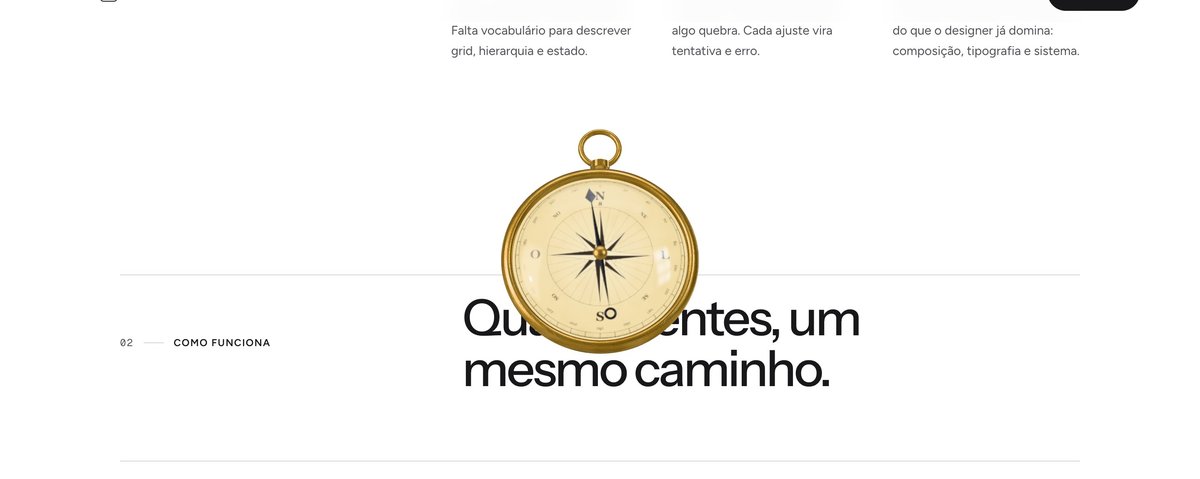 Falta vocabulário para descrever
grid, hierarquia e estado.
algo quebra. Cada ajuste vira
tentativa e erro.
do que o designer já domina:
composição, tipografia e sistema.
N
O
L
S
02
COMO FUNCIONA
entes, um
mesmo caminho.